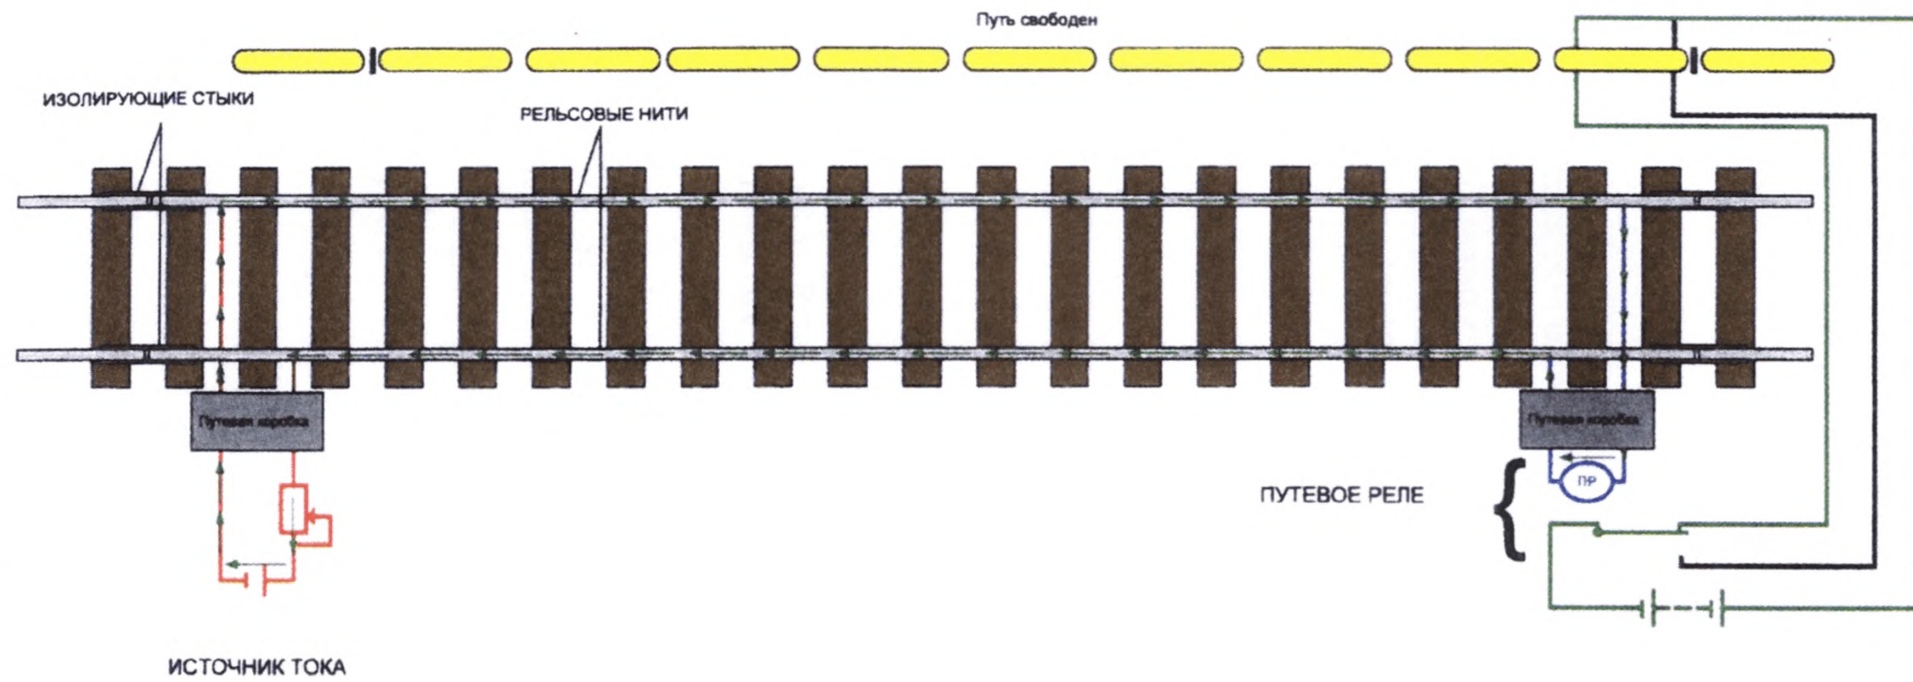 Путь свободен
ИЗОЛИРУЮЩИЕ СТЫКИ
РЕЛЬСОВЫЕ НИТИ
Путевая коробка
Путевая коробка
ПУТЕВОЕ РЕЛЕ
ПР
ИСТОЧНИК ТОКА